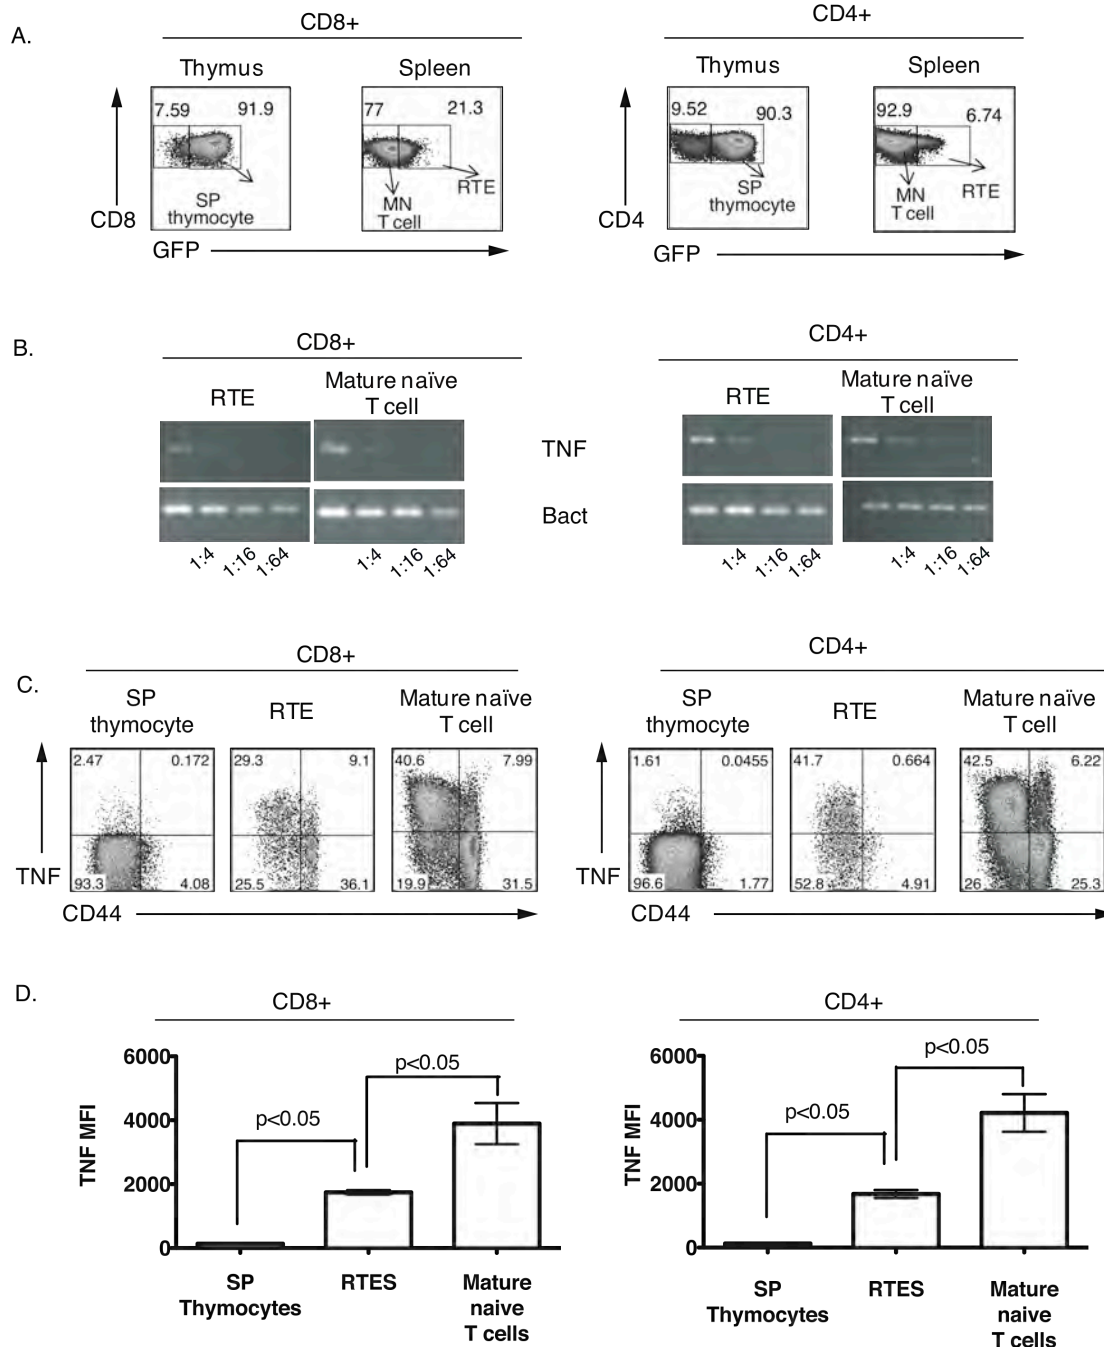 A.
CD8+
CD4+
Thymus
Spleen
Thymus
Spleen
7.59 91.9
77 21.3
9.52 90.3
92.9 6.74
SP
thymocyte
MN
T cell
RTE
SP
thymocyte
MN
T cell
RTE
CD8
CD4
GFP
GFP
B.
CD8+
CD4+
RTE
Mature naïve
T cell
RTE
Mature naïve
T cell
TNF
Bact
1:4 1:16 1:64
1:4 1:16 1:64
1:4 1:16 1:64
1:4 1:16 1:64
C.
CD8+
CD4+
SP
thymocyte
RTE
Mature naïve
T cell
SP
thymocyte
RTE
Mature naïve
T cell
2.47 0.172
29.3 9.1
40.6 7.99
1.61 0.0455
41.7 0.664
42.5 6.22
93.3 4.08
25.5 36.1
19.9 31.5
96.6 1.77
52.8 4.91
26 25.3
TNF
TNF
CD44
CD44
D.
CD8+
CD4+
TNF MFI
6000
4000
2000
0
p<0.05
p<0.05
SP
Thymocytes
RTES
Mature
naive
T cells
TNF MFI
6000
4000
2000
0
p<0.05
p<0.05
SP
Thymocytes
RTES
Mature
naive
T cells